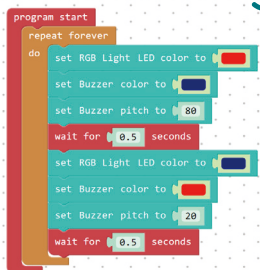 program start
repeat forever
do
set RGB Light LED color to
set Buzzer color to
set Buzzer pitch to 80
wait for 0.5 seconds
set RGB Light LED color to
set Buzzer color to
set Buzzer pitch to 20
wait for 0.5 seconds